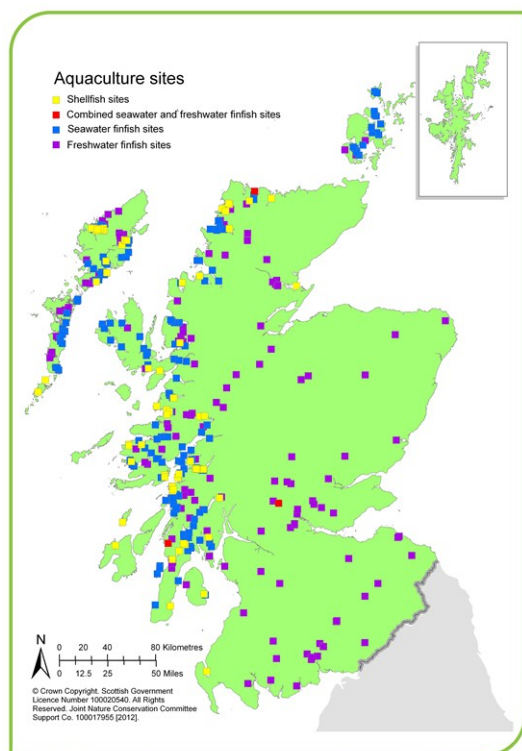 Aquaculture sites
Shellfish sites
Combined seawater and freshwater finfish sites
Seawater finfish sites
Freshwater finfish sites
N
0 20 40 80 Kilometres
0 12.5 25 50 Miles
© Crown Copyright. Scottish Government
Licence Number 100020540. All Rights
Reserved. Joint Nature Conservation Committee
Support Co. 100017955 [2012].